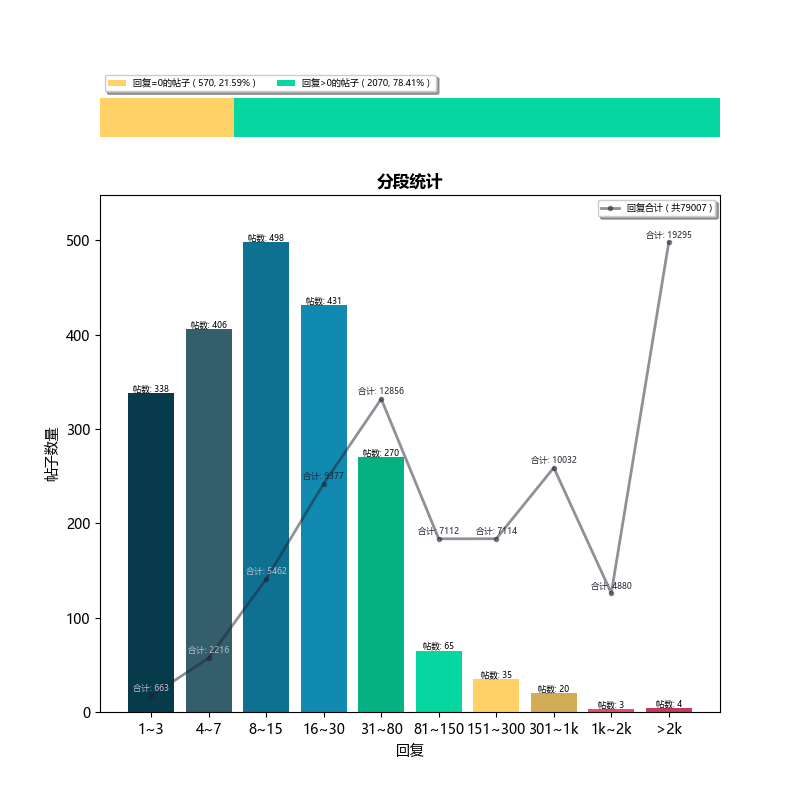 回复=0的帖子 ( 570, 21.59% )
回复>0的帖子 ( 2070, 78.41% )
分段统计
回复合计 ( 共79007 )
帖子数量
500
400
300
200
100
0
帖数: 338
帖数: 406
帖数: 498
帖数: 431
帖数: 270
帖数: 65
帖数: 35
帖数: 20
帖数: 3
帖数: 4
合计: 663
合计: 2216
合计: 5462
合计: 9377
合计: 12856
合计: 7112
合计: 7114
合计: 10032
合计: 4880
合计: 19295
1~3
4~7
8~15
16~30
31~80
81~150
151~300
301~1k
1k~2k
>2k
回复